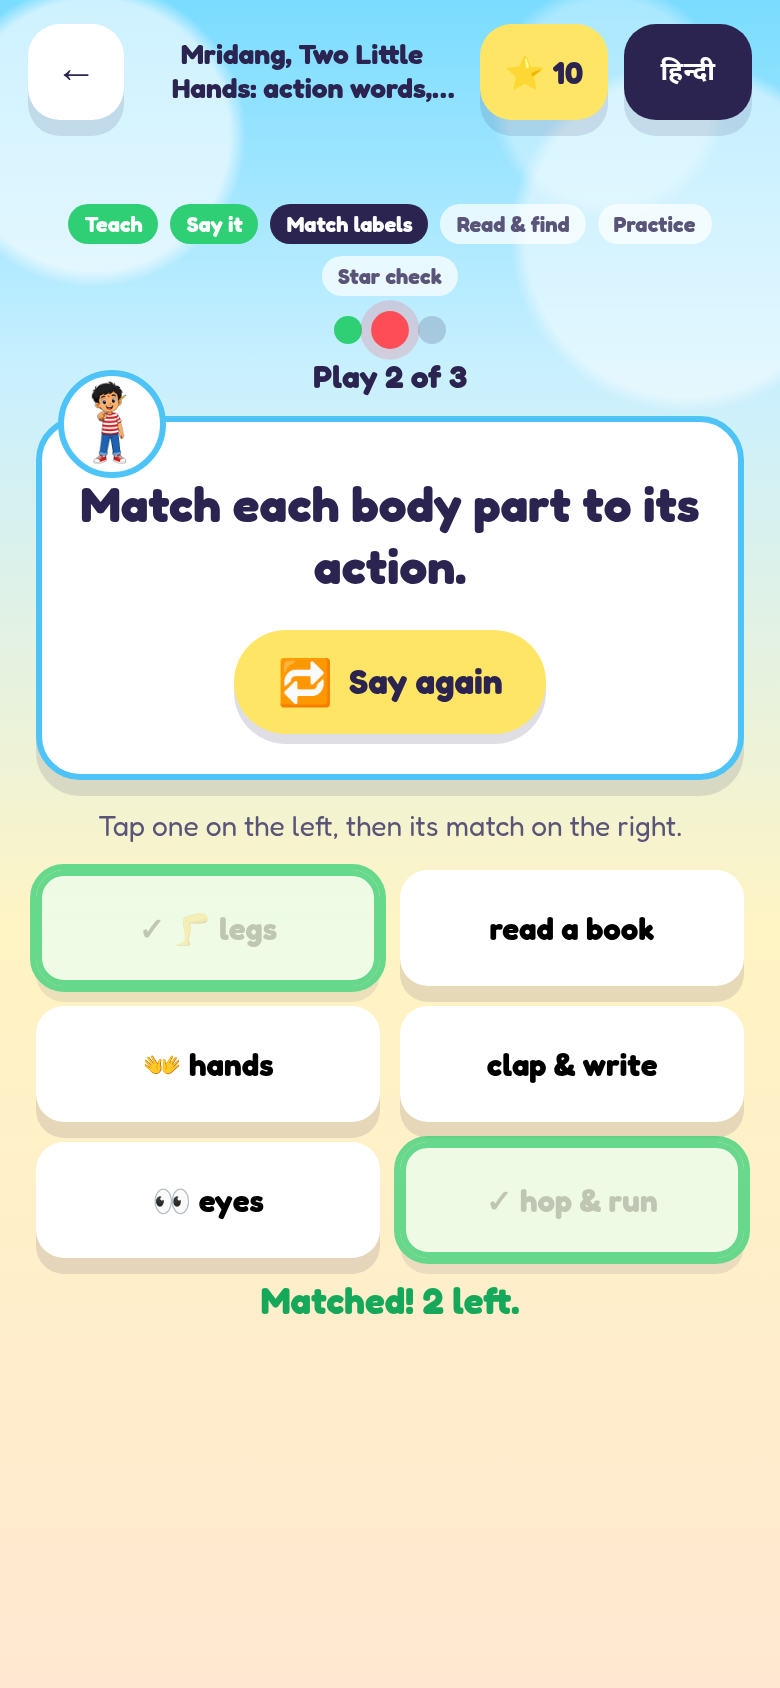 ←
Mridang, Two Little
Hands: action words,...
⭐ 10
हिन्दी
Teach
Say it
Match labels
Read & find
Practice
Star check
Play 2 of 3
Match each body part to its
action.
🔁 Say again
Tap one on the left, then its match on the right.
✓ 🦵 legs
read a book
👐 hands
clap & write
👀 eyes
✓ hop & run
Matched! 2 left.